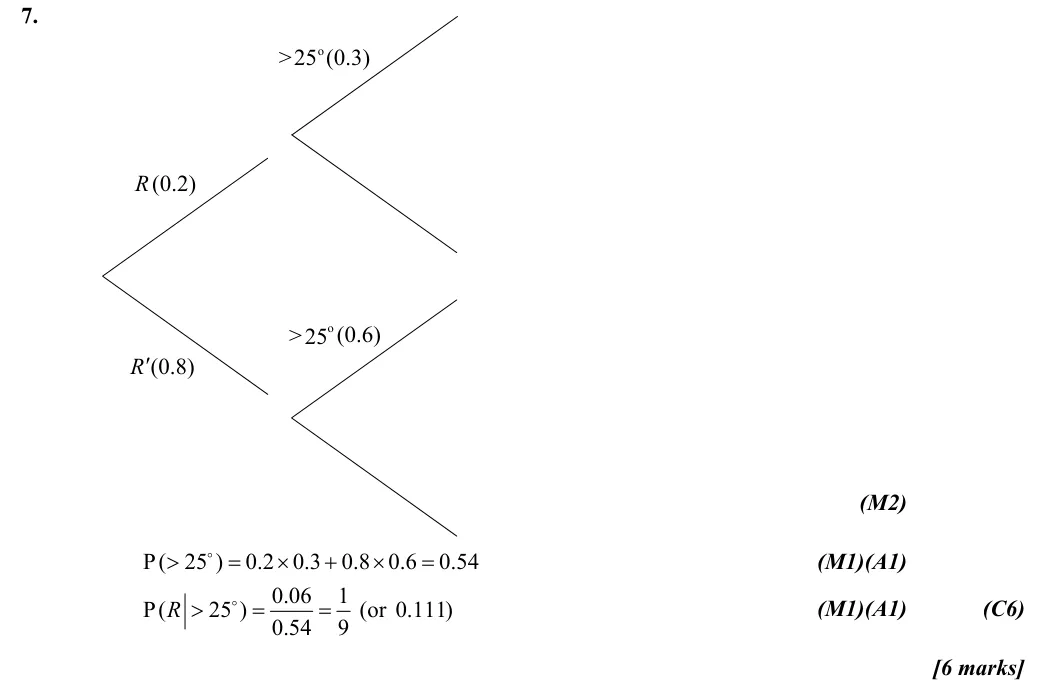 7.
>25°(0.3)
R(0.2)
>25°(0.6)
R′(0.8)
(M2)
P(> 25°) = 0.2 × 0.3 + 0.8 × 0.6 = 0.54 (M1)(A1)
P(R| > 25°) = 0.06/0.54 = 1/9 (or 0.111) (M1)(A1) (C6)
[6 marks]